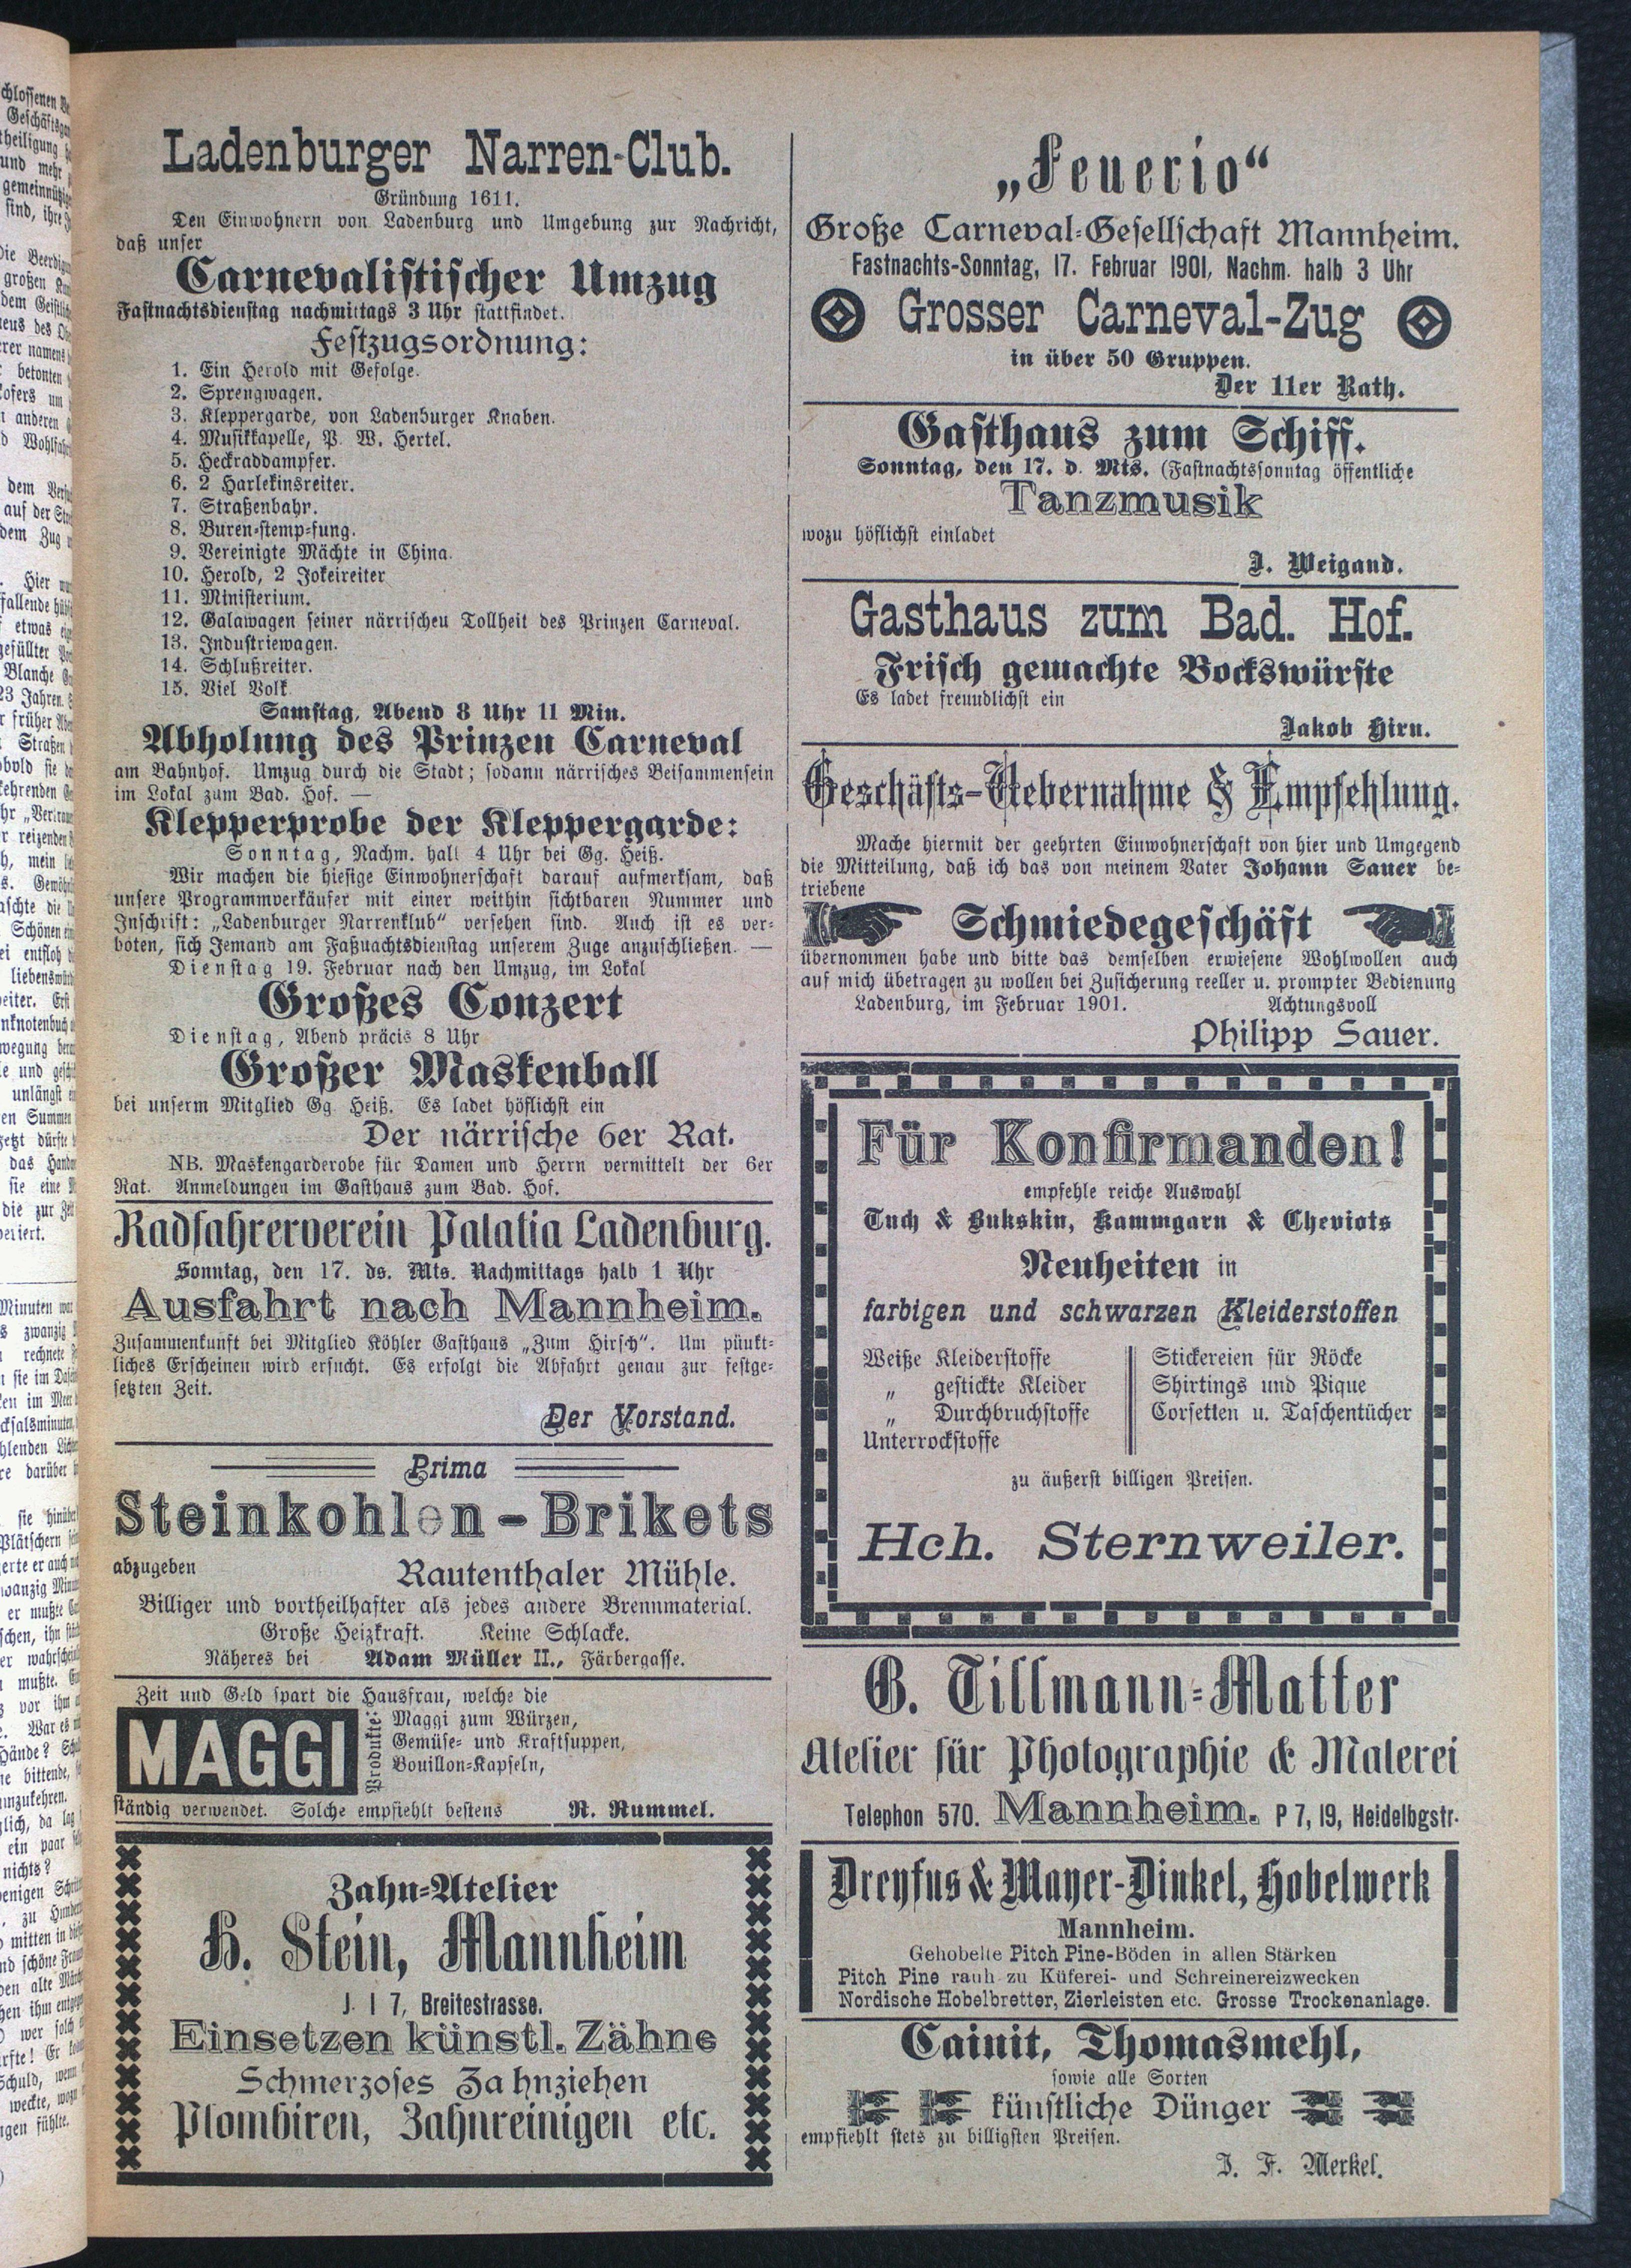 Ladenburger Narren-Club.
Gründung 1611.
Den Einwohnern von Ladenburg und Umgebung zur Nachricht,
daß unser
Carnevalistischer Umzug
Fastnachtsdienstag nachmittags 3 Uhr stattfindet.
Festzugsordnung:
1. Ein Herold mit Gefolge.
2. Sprengwagen.
3. Kleppergarde, von Ladenburger Knaben.
4. Musikkapelle, P. W. Hertel.
5. Heckraddampfer.
6. 2 Harlekinsreiter.
7. Straßenbahn.
8. Buren-stemp-fung.
9. Vereinigte Mächte in China.
10. Herold, 2 Jokeireiter
11. Ministerium.
12. Galawagen seiner närrischen Tollheit des Prinzen Carneval.
13. Industriewagen.
14. Schlußreiter.
15. Viel Volk
Samstag, Abend 8 Uhr 11 Min.
Abholung des Prinzen Carneval
am Bahnhof. Umzug durch die Stadt; sodann närrisches Beisammensein
im Lokal zum Bad. Hof. —
Klepperprobe der Kleppergarde:
Sonntag, Nachm. halb 4 Uhr bei Gg. Heiß.
Wir machen die hiesige Einwohnerschaft darauf aufmerksam, daß
unsere Programmverkäufer mit einer weithin sichtbaren Nummer und
Inschrift: „Ladenburger Narrenklub“ versehen sind. Auch ist es ver-
boten, sich Jemand am Faßnachtsdienstag unserem Zuge anzuschließen. —
Dienstag 19. Februar nach den Umzug, im Lokal
Großes Conzert
Dienstag, Abend präcis 8 Uhr
Großer Maskenball
bei unserm Mitglied Gg. Heiß. Es ladet höflichst ein
Der närrische 6er Rat.
NB. Maskengarderobe für Damen und Herrn vermittelt der 6er
Rat. Anmeldungen im Gasthaus zum Bad. Hof.
Radfahrerverein Palatia Ladenburg.
Sonntag, den 17. ds. Mts. Nachmittags halb 1 Uhr
Ausfahrt nach Mannheim.
Zusammenkunft bei Mitglied Köhler Gasthaus „Zum Hirsch“. Um pünkt-
liches Erscheinen wird ersucht. Es erfolgt die Abfahrt genau zur festge-
setzten Zeit.
Der Vorstand.
Prima
Steinkohlen-Brikets
abzugeben Rautenthaler Mühle.
Billiger und vortheilhafter als jedes andere Brennmaterial.
Große Heizkraft. Keine Schlacke.
Näheres bei Adam Müller II., Färbergasse.
Zeit und Geld spart die Hausfrau, welche die
MAGGI
Produkte:
Maggi zum Würzen,
Gemüse- und Kraftsuppen,
Bouillon-Kapseln,
ständig verwendet. Solche empfiehlt bestens N. Rummel.
Zahn-Atelier
H. Stein, Mannheim
J. 1 7, Breitestrasse.
Einsetzen künstl. Zähne
Schmerzoses Zahnziehen
Plombiren, Zahnreinigen etc.
„Feuerio“
Große Carneval-Gesellschaft Mannheim.
Fastnachts-Sonntag, 17. Februar 1901, Nachm. halb 3 Uhr
Grosser Carneval-Zug
in über 50 Gruppen.
Der 11er Rath.
Gasthaus zum Schiff.
Sonntag, den 17. d. Mts. (Fastnachtssonntag öffentliche
Tanzmusik
wozu höflichst einladet
J. Weigand.
Gasthaus zum Bad. Hof.
Frisch gemachte Bockswürste
Es ladet freundlichst ein
Jakob Hirn.
Geschäfts-Uebernahme & Empfehlung.
Mache hiermit der geehrten Einwohnerschaft von hier und Umgegend
die Mitteilung, daß ich das von meinem Vater Johann Sauer be-
triebene
Schmiedegeschäft
übernommen habe und bitte das demselben erwiesene Wohlwollen auch
auf mich übetragen zu wollen bei Zusicherung reeller u. prompter Bedienung
Ladenburg, im Februar 1901. Achtungsvoll
Philipp Sauer.
Für Konfirmanden!
empfehle reiche Auswahl
Tuch & Bukskin, Kammgarn & Cheviots
Neuheiten in
farbigen und schwarzen Kleiderstoffen
Weiße Kleiderstoffe
„ gestickte Kleider
„ Durchbruchstoffe
Unterrockstoffe
Stickereien für Röcke
Shirtings und Pique
Corsetten u. Taschentücher
zu äußerst billigen Preisen.
Hch. Sternweiler.
G. Tillmann-Matter
Atelier für Photographie & Malerei
Telephon 570. Mannheim. P 7, 19, Heidelbgstr.
Dreyfus & Mayer-Dinkel, Hobelwerk
Mannheim.
Gehobelte Pitch Pine-Böden in allen Stärken
Pitch Pine rauh zu Küferei- und Schreinereizwecken
Nordische Hobelbretter, Zierleisten etc. Grosse Trockenanlage.
Cainit, Thomasmehl,
sowie alle Sorten
künstliche Dünger
empfiehlt stets zu billigsten Preisen.
J. F. Merkel.